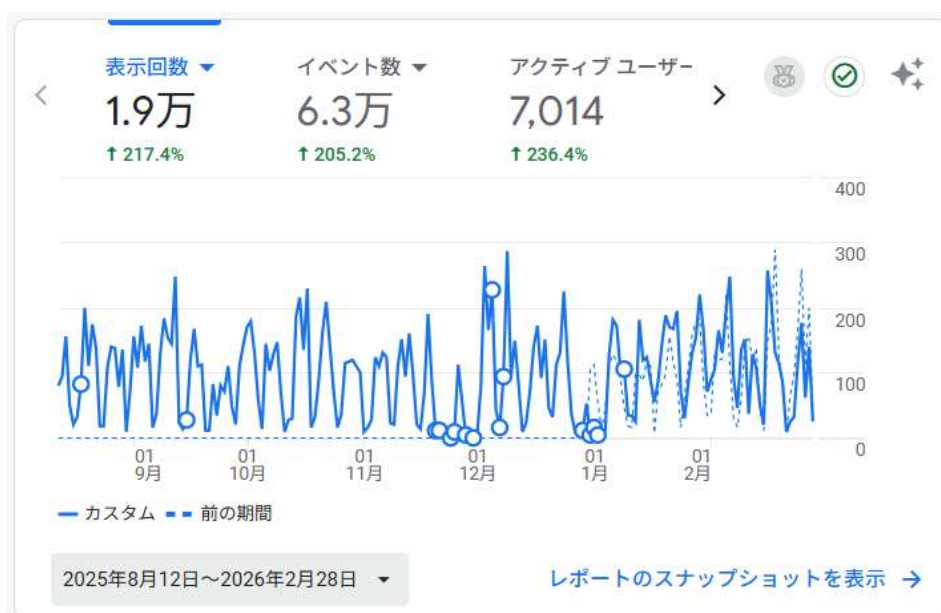 表示回数 イベント数 アクティブ ユーザー
1.9万 6.3万 7,014
↑ 217.4% ↑ 205.2% ↑ 236.4%
400
300
200
100
0
01 01 01 01 01 01
9月 10月 11月 12月 1月 2月
カスタム 前の期間
2025年8月12日～2026年2月28日
レポートのスナップショットを表示 →